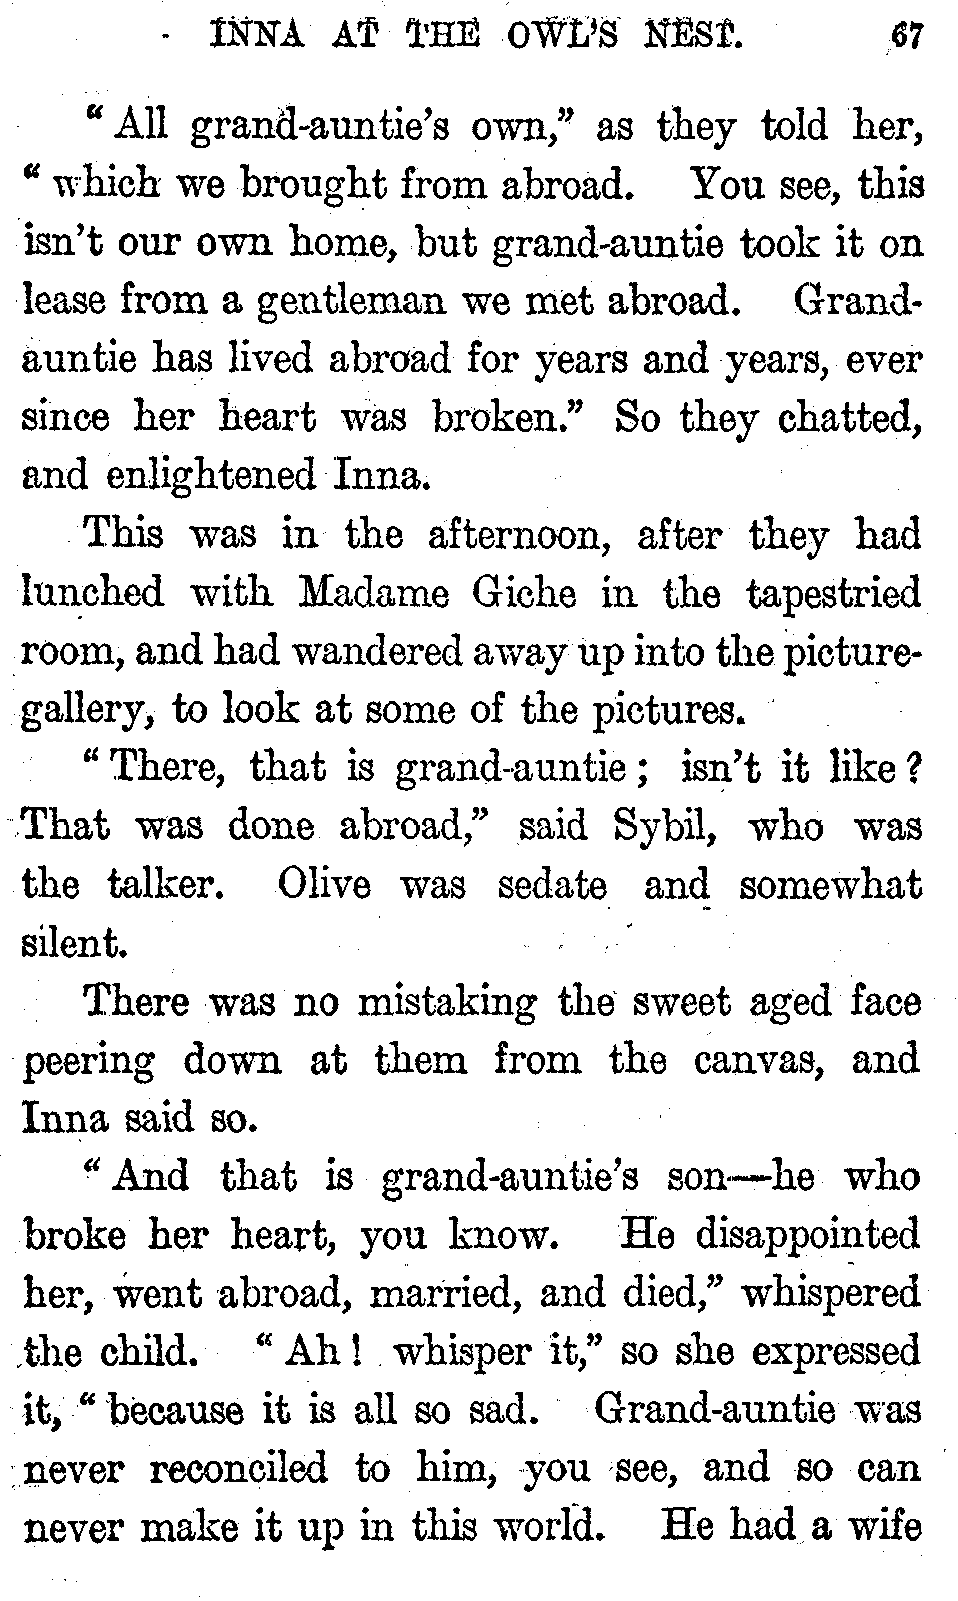 INNA AT THE OWL'S NEST. 67
“All grand-auntie’s own,” as they told her,
“which we brought from abroad. You see, this
isn’t our own home, but grand-auntie took it on
lease from a gentleman we met abroad. Grand-
auntie has lived abroad for years and years, ever
since her heart was broken.” So they chatted,
and enlightened Inna.
This was in the afternoon, after they had
lunched with Madame Giche in the tapestried
room, and had wandered away up into the picture-
gallery, to look at some of the pictures.
“There, that is grand-auntie; isn’t it like?
That was done abroad,” said Sybil, who was
the talker. Olive was sedate and somewhat
silent.
There was no mistaking the sweet aged face
peering down at them from the canvas, and
Inna said so.
“And that is grand-auntie’s son—he who
broke her heart, you know. He disappointed
her, went abroad, married, and died,” whispered
the child. “Ah! whisper it,” so she expressed
it, “because it is all so sad. Grand-auntie was
never reconciled to him, you see, and so can
never make it up in this world. He had a wife